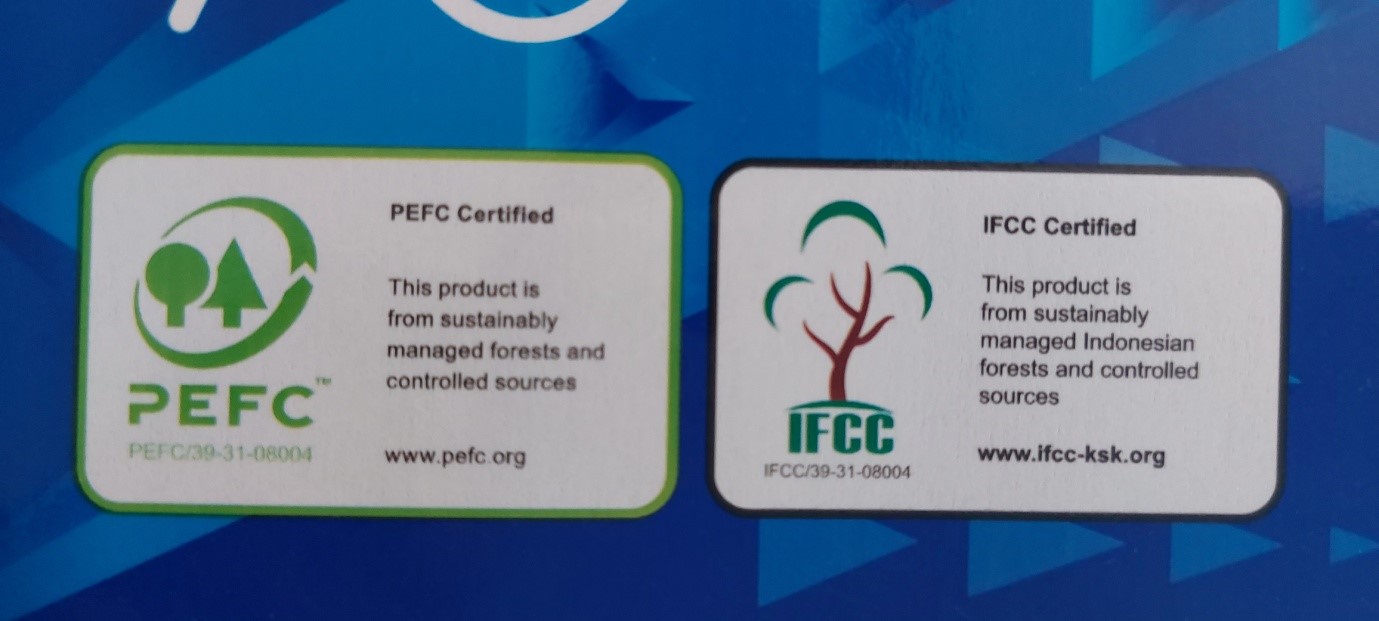 PEFC Certified
This product is
from sustainably
managed forests and
controlled sources
PEFC™
PEFC/39-31-08004
www.pefc.org
IFCC Certified
This product is
from sustainably
managed Indonesian
forests and controlled
sources
IFCC
IFCC/39-31-08004
www.ifcc-ksk.org